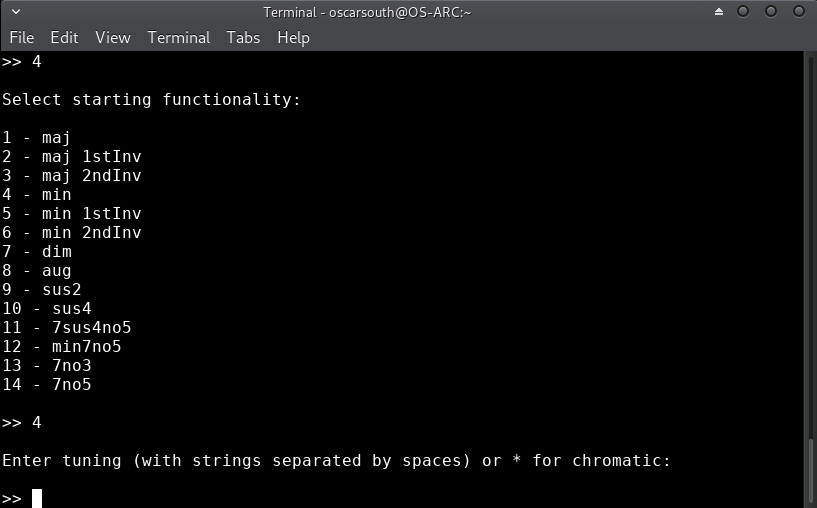 Terminal - oscarsouth@OS-ARC:~
File Edit View Terminal Tabs Help
>> 4
Select starting functionality:
1 - maj
2 - maj 1stInv
3 - maj 2ndInv
4 - min
5 - min 1stInv
6 - min 2ndInv
7 - dim
8 - aug
9 - sus2
10 - sus4
11 - 7sus4no5
12 - min7no5
13 - 7no3
14 - 7no5
>> 4
Enter tuning (with strings separated by spaces) or * for chromatic:
>>